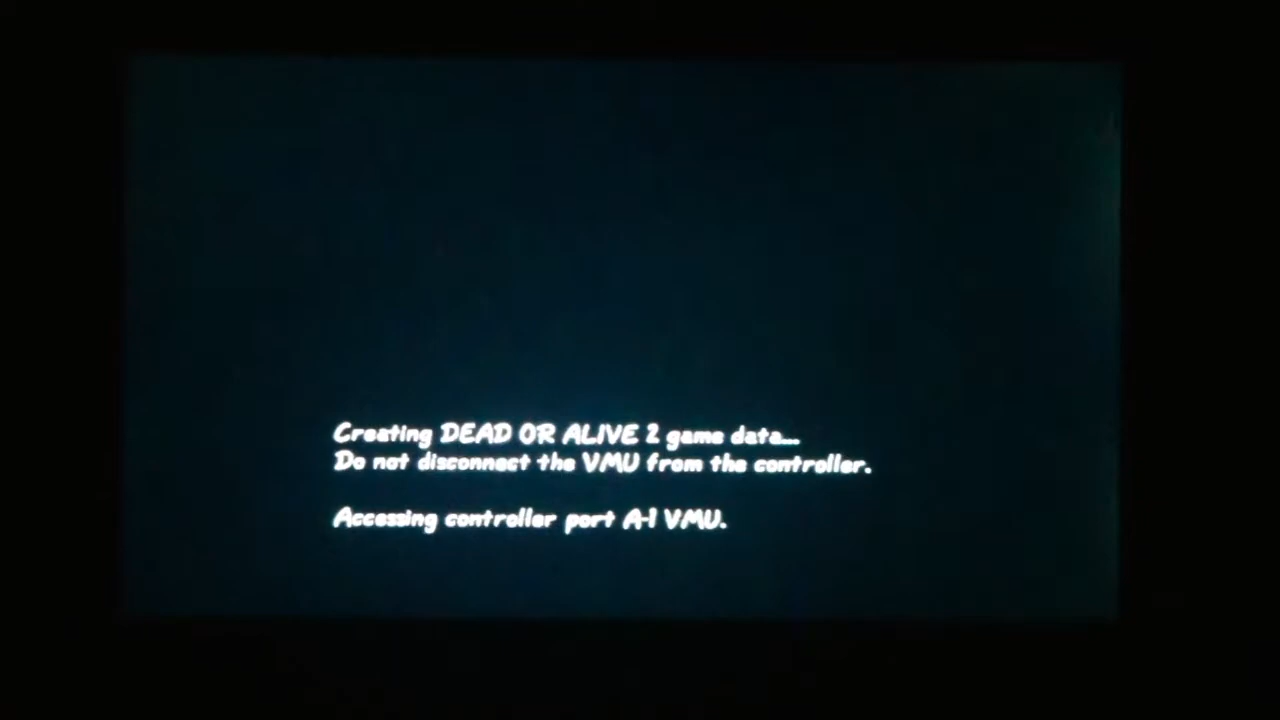 Creating DEAD OR ALIVE 2 game data...
Do not disconnect the VMU from the controller.
Accessing controller port A-1 VMU.